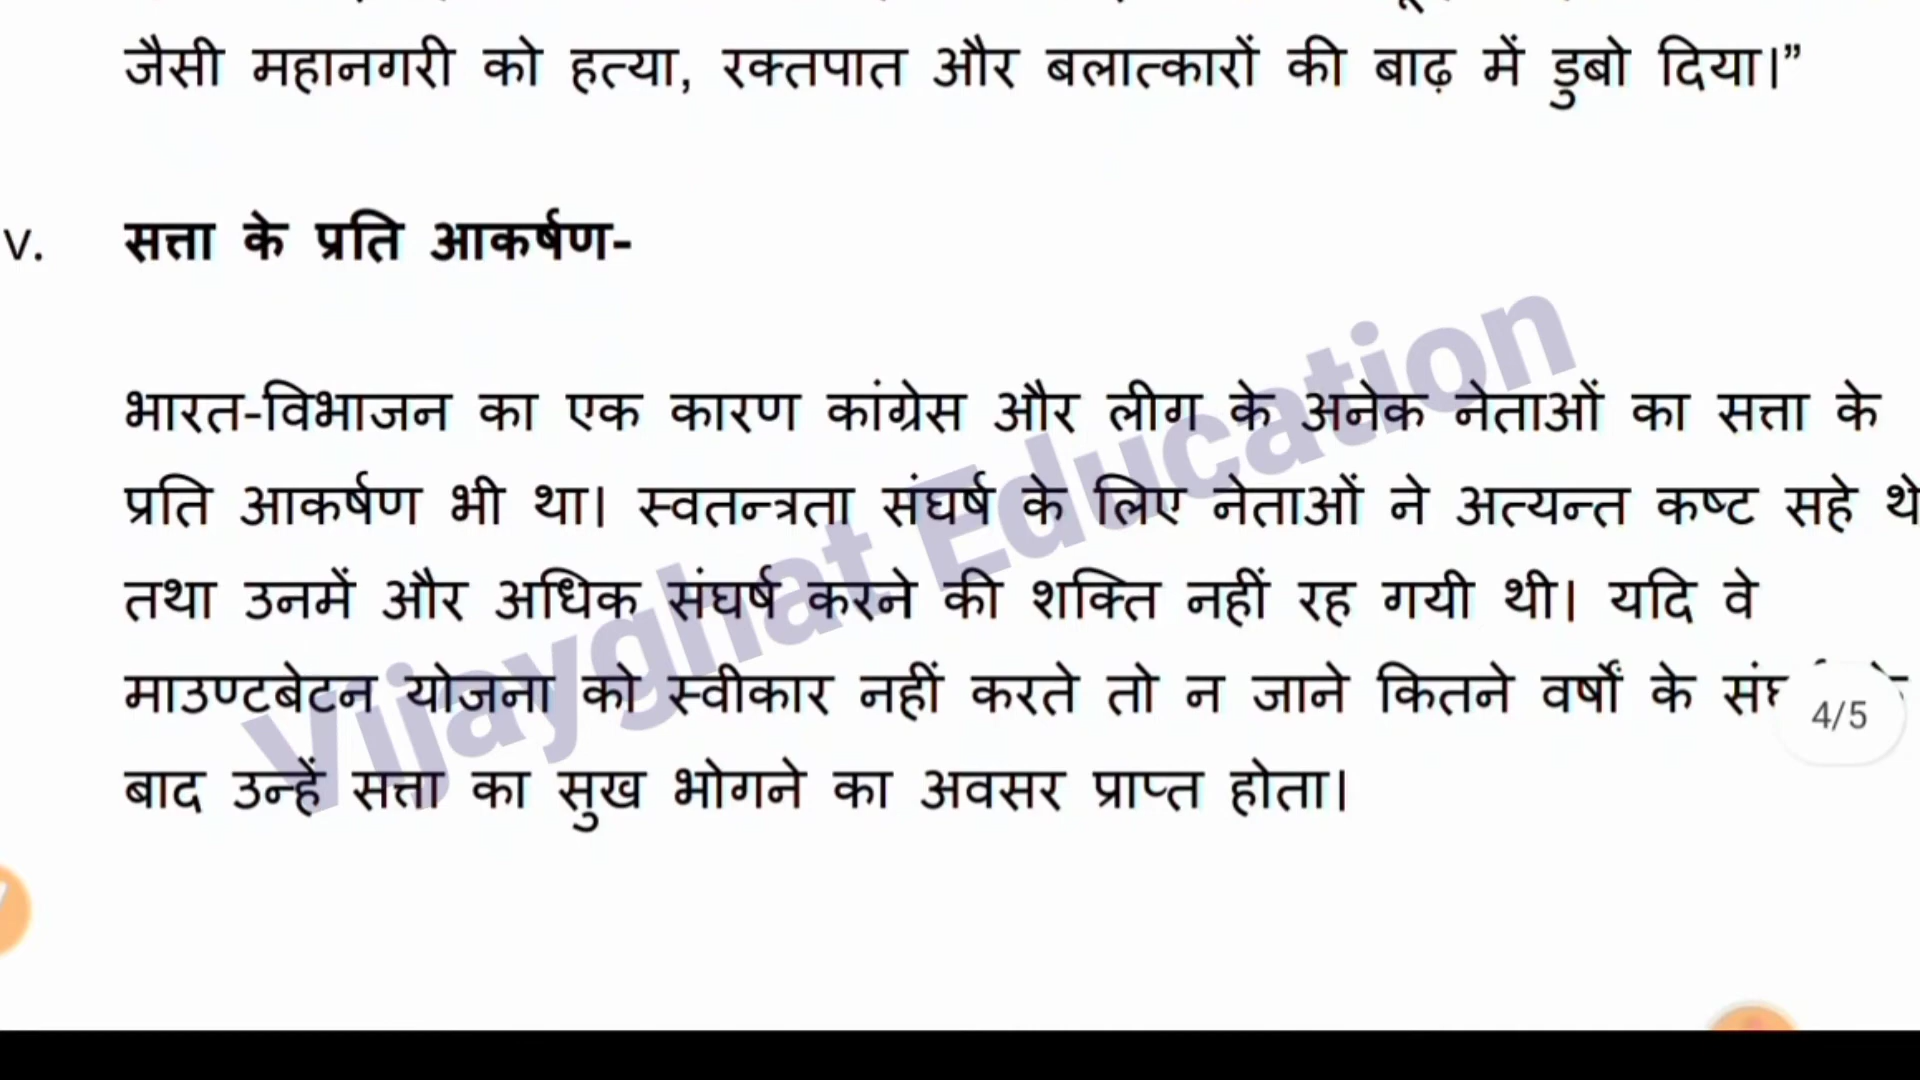 जैसी महानगरी को हत्या, रक्तपात और बलात्कारों की बाढ़ में डुबो दिया।”
v. सत्ता के प्रति आकर्षण-
भारत-विभाजन का एक कारण कांग्रेस और लीग के अनेक नेताओं का सत्ता के
प्रति आकर्षण भी था। स्वतन्त्रता संघर्ष के लिए नेताओं ने अत्यन्त कष्ट सहे थे
तथा उनमें और अधिक संघर्ष करने की शक्ति नहीं रह गयी थी। यदि वे
माउण्टबेटन योजना को स्वीकार नहीं करते तो न जाने कितने वर्षों के
4/5
बाद उन्हें सत्ता का सुख भोगने का अवसर प्राप्त होता।
Vijayghat Education